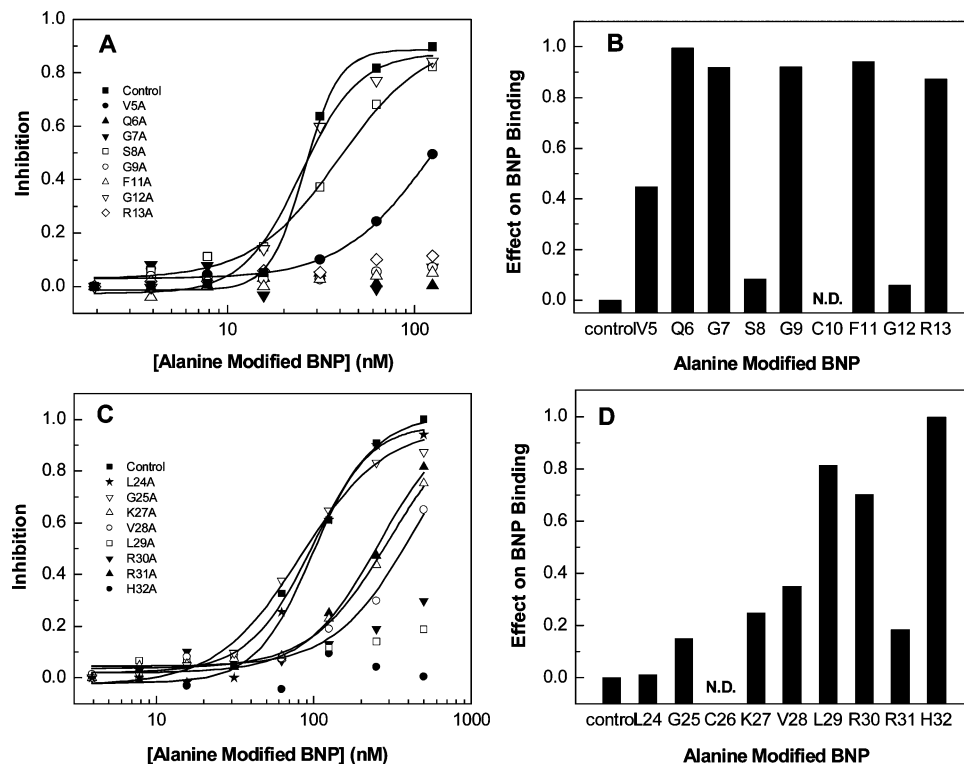 A
1.0
0.8
0.6
0.4
0.2
0.0
Inhibition
Control
V5A
Q6A
G7A
S8A
G9A
F11A
G12A
R13A
10
100
[Alanine Modified BNP] (nM)
B
1.0
0.8
0.6
0.4
0.2
0.0
Effect on BNP Binding
N.D.
control V5 Q6 G7 S8 G9 C10 F11 G12 R13
Alanine Modified BNP
C
1.0
0.8
0.6
0.4
0.2
0.0
Inhibition
Control
L24A
G25A
K27A
V28A
L29A
R30A
R31A
H32A
10
100
1000
[Alanine Modified BNP] (nM)
D
1.0
0.8
0.6
0.4
0.2
0.0
Effect on BNP Binding
N.D.
control L24 G25 C26 K27 V28 L29 R30 R31 H32
Alanine Modified BNP